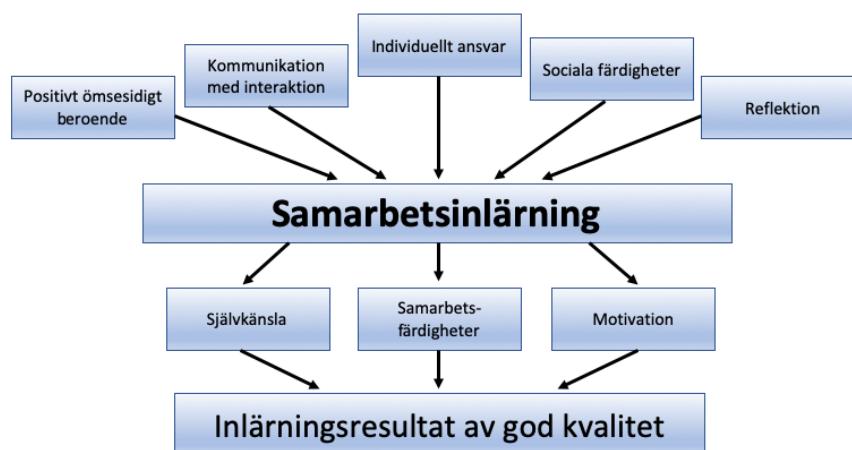 Positivt ömsesidigt
beroende
Kommunikation
med interaktion
Individuellt ansvar
Sociala färdigheter
Reflektion
Samarbetsinlärning
Självkänsla
Samarbets-
färdigheter
Motivation
Inlärningsresultat av god kvalitet